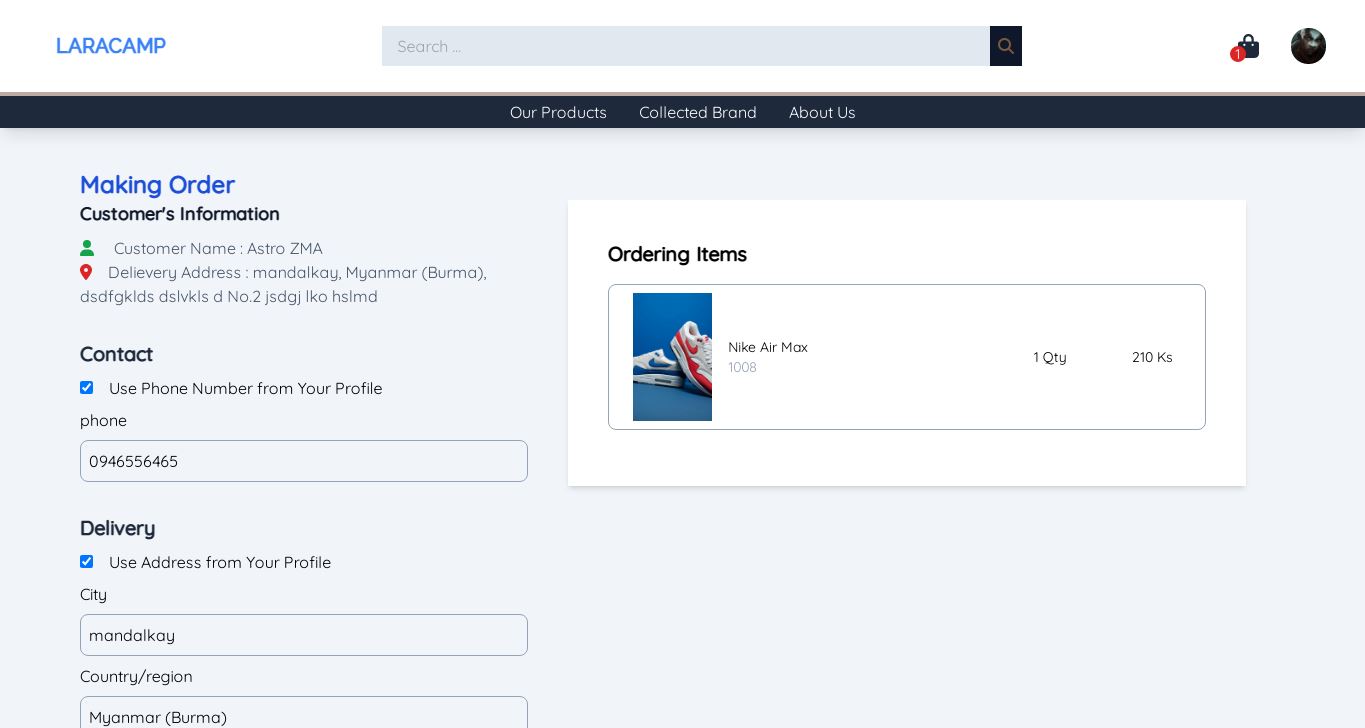 LARACAMP
Search ...
1
Our Products
Collected Brand
About Us
Making Order
Customer's Information
Customer Name : Astro ZMA
Delievery Address : mandalkay, Myanmar (Burma),
dsdfgklds dslvkls d No.2 jsdgj lko hslmd
Contact
Use Phone Number from Your Profile
phone
0946556465
Delivery
Use Address from Your Profile
City
mandalkay
Country/region
Myanmar (Burma)
Ordering Items
Nike Air Max
1008
1 Qty
210 Ks